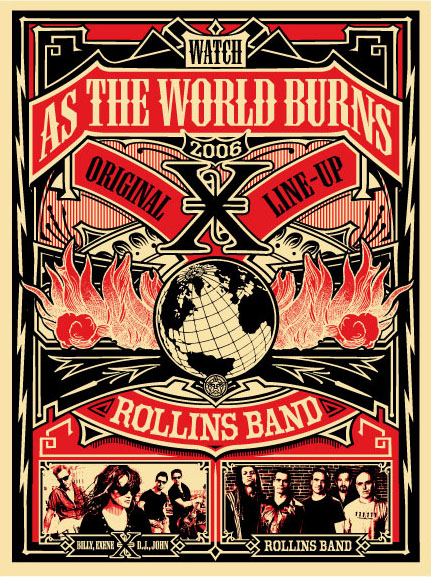 WATCH
AS THE WORLD BURNS
2006
ORIGINAL X LINE-UP
ROLLINS BAND
BILLY, EXENE X D.J., JOHN
ROLLINS BAND